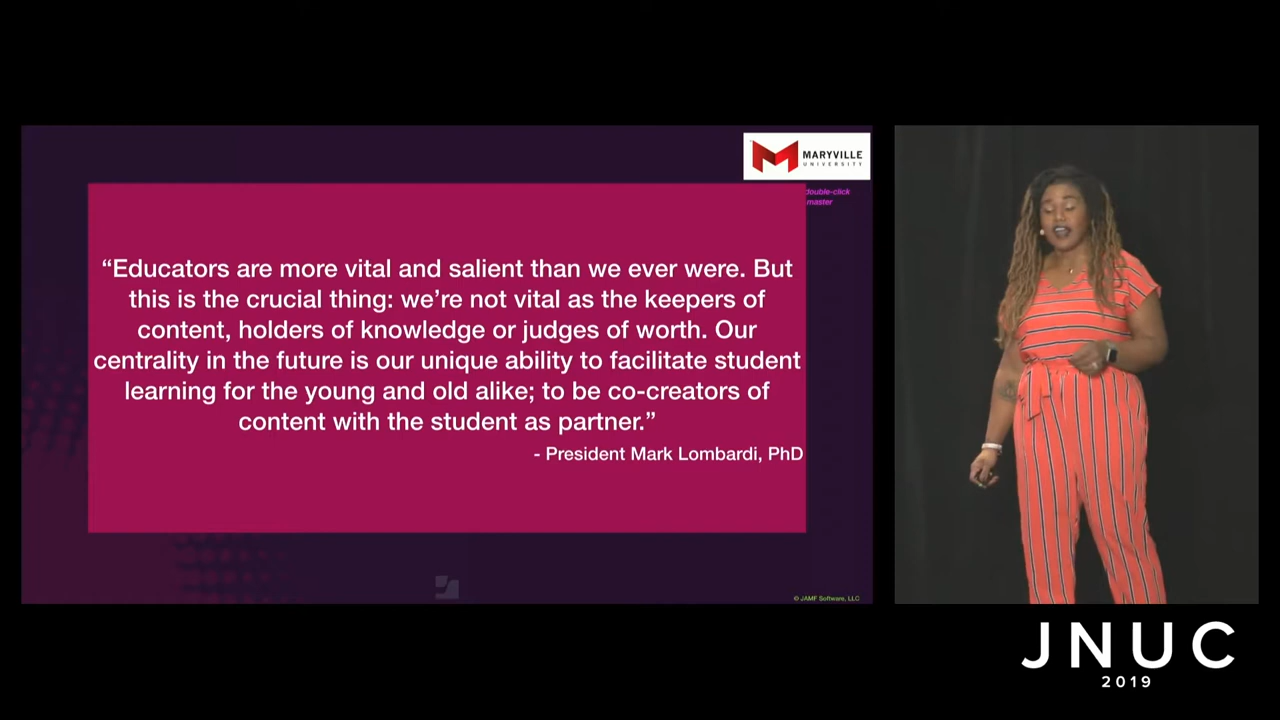 MARYVILLE
UNIVERSITY
double-click
master
“Educators are more vital and salient than we ever were. But
this is the crucial thing: we’re not vital as the keepers of
content, holders of knowledge or judges of worth. Our
centrality in the future is our unique ability to facilitate student
learning for the young and old alike; to be co-creators of
content with the student as partner.”
- President Mark Lombardi, PhD
© JAMF Software, LLC
JNUC
2019